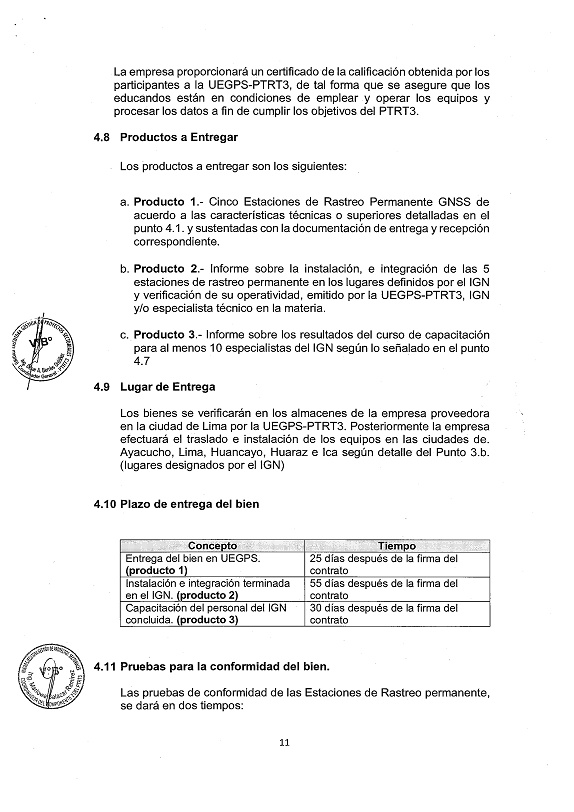 La empresa proporcionará un certificado de la calificación obtenida por los
participantes a la UEGPS-PTRT3, de tal forma que se asegure que los
educandos están en condiciones de emplear y operar los equipos y
procesar los datos a fin de cumplir los objetivos del PTRT3.
4.8 Productos a Entregar
Los productos a entregar son los siguientes:
a. Producto 1.- Cinco Estaciones de Rastreo Permanente GNSS de
acuerdo a las características técnicas o superiores detalladas en el
punto 4.1. y sustentadas con la documentación de entrega y recepción
correspondiente.
b. Producto 2.- Informe sobre la instalación, e integración de las 5
estaciones de rastreo permanente en los lugares definidos por el IGN
y verificación de su operatividad, emitido por la UEGPS-PTRT3, IGN
y/o especialista técnico en la materia.
c. Producto 3.- Informe sobre los resultados del curso de capacitación
para al menos 10 especialistas del IGN según lo señalado en el punto
4.7
VºBº
4.9 Lugar de Entrega
Los bienes se verificarán en los almacenes de la empresa proveedora
en la ciudad de Lima por la UEGPS-PTRT3. Posteriormente la empresa
efectuará el traslado e instalación de los equipos en las ciudades de.
Ayacucho, Lima, Huancayo, Huaraz e Ica según detalle del Punto 3.b.
(lugares designados por el IGN)
4.10 Plazo de entrega del bien
Concepto Tiempo
Entrega del bien en UEGPS. 25 días después de la firma del
(producto 1) contrato
Instalación e integración terminada 55 días después de la firma del
en el IGN. (producto 2) contrato
Capacitación del personal del IGN 30 días después de la firma del
concluida. (producto 3) contrato
VºBº
4.11 Pruebas para la conformidad del bien.
Las pruebas de conformidad de las Estaciones de Rastreo permanente,
se dará en dos tiempos:
11